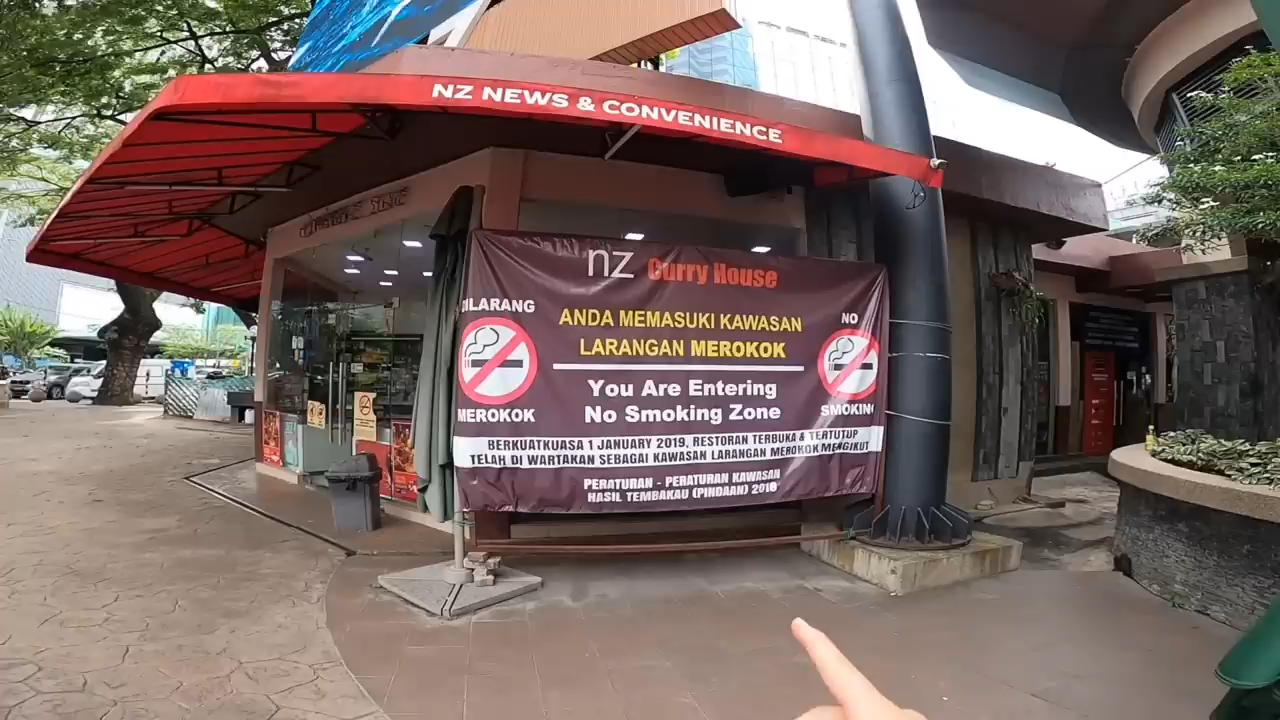 NZ NEWS & CONVENIENCE
nz Curry House
DILARANG
MEROKOK
ANDA MEMASUKI KAWASAN
LARANGAN MEROKOK
You Are Entering
No Smoking Zone
NO
SMOKING
BERKUATKUASA 1 JANUARY 2019, RESTORAN TERBUKA & TERTUTUP
TELAH DI WARTAKAN SEBAGAI KAWASAN LARANGAN MEROKOK MENGIKUT
PERATURAN - PERATURAN KAWASAN
HASIL TEMBAKAU (PINDAAN) 2018